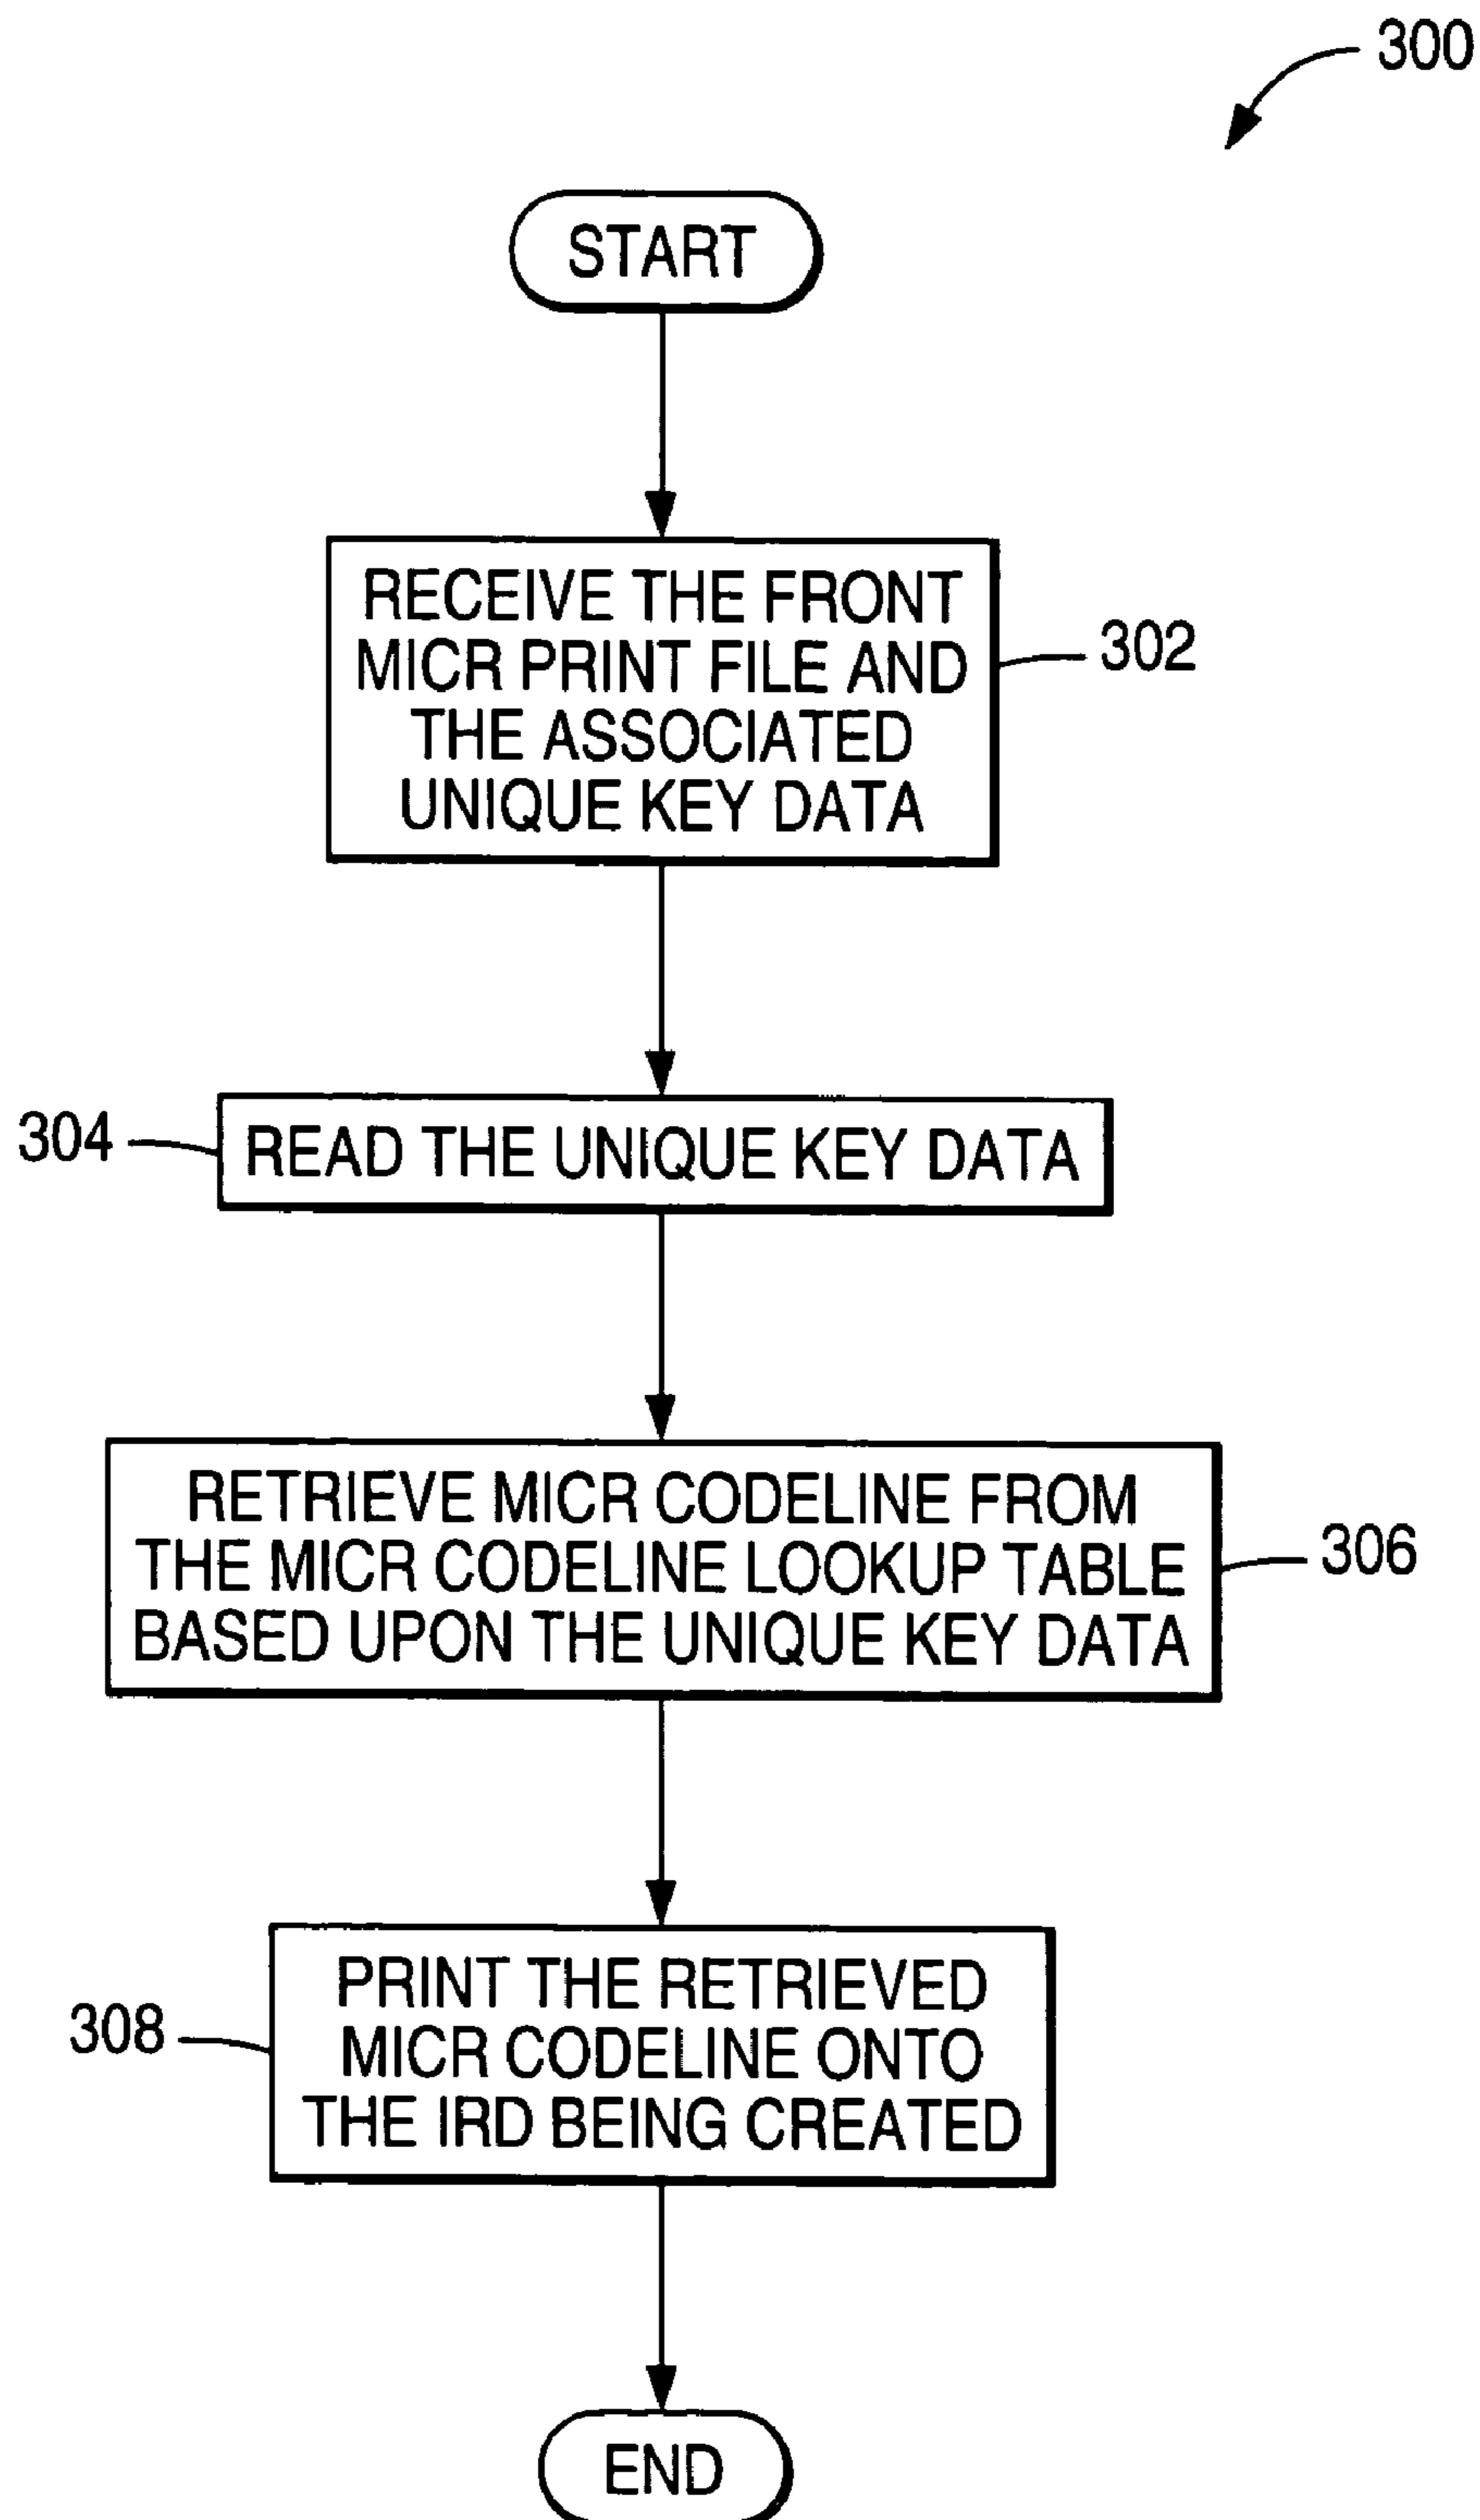 300
START
RECEIVE THE FRONT
MICR PRINT FILE AND
THE ASSOCIATED
UNIQUE KEY DATA
302
304
READ THE UNIQUE KEY DATA
RETRIEVE MICR CODELINE FROM
THE MICR CODELINE LOOKUP TABLE
BASED UPON THE UNIQUE KEY DATA
306
308
PRINT THE RETRIEVED
MICR CODELINE ONTO
THE IRD BEING CREATED
END